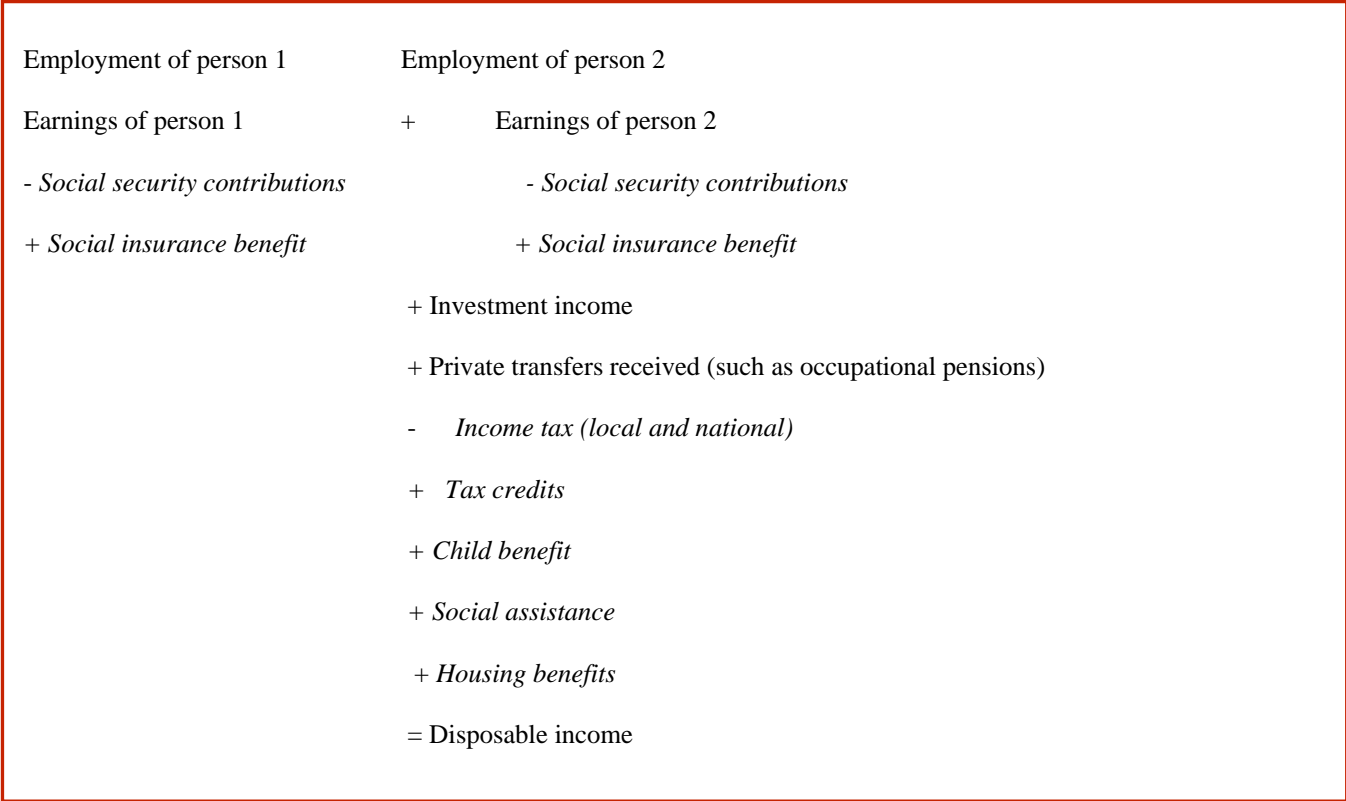 Employment of person 1 Employment of person 2
Earnings of person 1 + Earnings of person 2
- Social security contributions - Social security contributions
+ Social insurance benefit + Social insurance benefit
+ Investment income
+ Private transfers received (such as occupational pensions)
- Income tax (local and national)
+ Tax credits
+ Child benefit
+ Social assistance
+ Housing benefits
= Disposable income